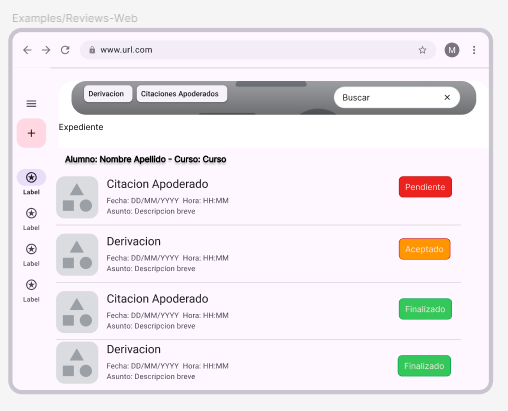 Examples/Reviews-Web
www.url.com
M
Derivacion
Citaciones Apoderados
Buscar
Expediente
Alumno: Nombre Apellido - Curso: Curso
Label
Label
Label
Label
Citacion Apoderado
Fecha: DD/MM/YYYY Hora: HH:MM
Asunto: Descripcion breve
Pendiente
Derivacion
Fecha: DD/MM/YYYY Hora: HH:MM
Asunto: Descripcion breve
Aceptado
Citacion Apoderado
Fecha: DD/MM/YYYY Hora: HH:MM
Asunto: Descripcion breve
Finalizado
Derivacion
Fecha: DD/MM/YYYY Hora: HH:MM
Asunto: Descripcion breve
Finalizado